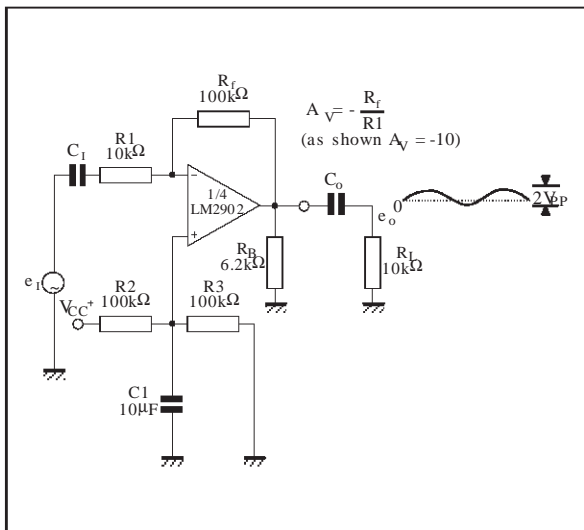 Rf
100kΩ
AV = - Rf
R1
(as shown AV = -10)
CI
R1
10kΩ
1/4
LM2902
−
+
Co
0
eo
2VPP
RB
6.2kΩ
RL
10kΩ
eI
~
VCC+
R2
100kΩ
R3
100kΩ
C1
10µF